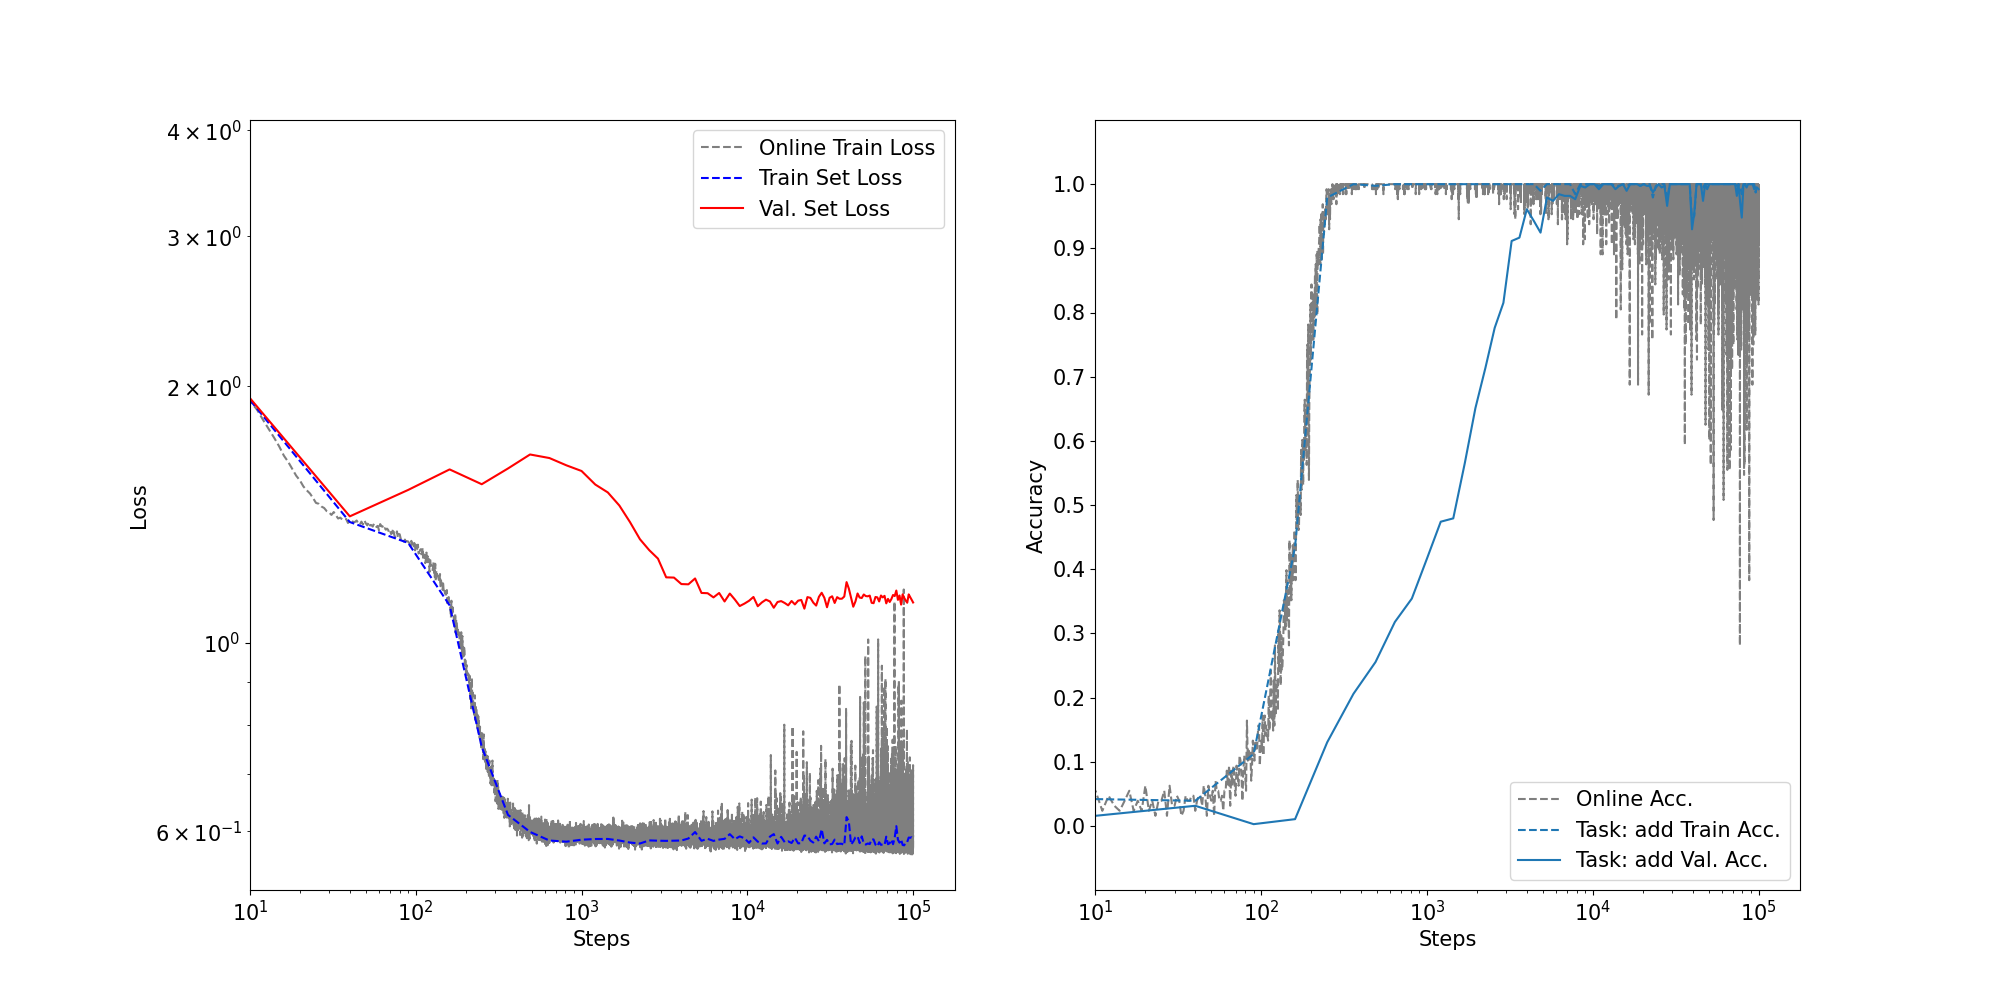 4 × 10⁰
3 × 10⁰
2 × 10⁰
10⁰
6 × 10⁻¹
Loss
Online Train Loss
Train Set Loss
Val. Set Loss
10¹ 10² 10³ 10⁴ 10⁵
Steps
1.0
0.9
0.8
0.7
0.6
0.5
0.4
0.3
0.2
0.1
0.0
Accuracy
Online Acc.
Task: add Train Acc.
Task: add Val. Acc.
10¹ 10² 10³ 10⁴ 10⁵
Steps